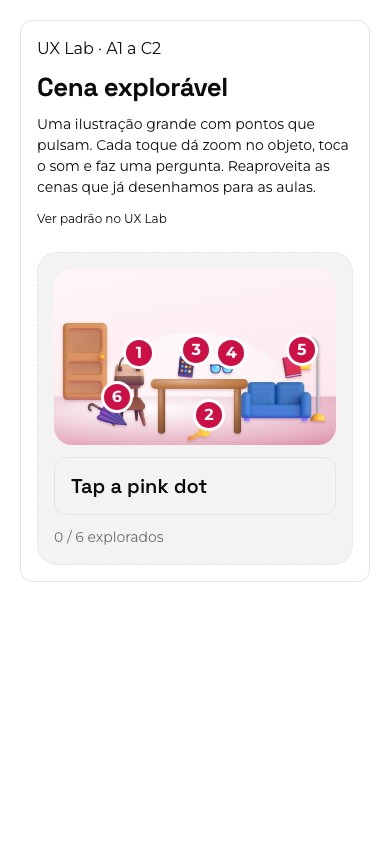 UX Lab · A1 a C2
Cena explorável
Uma ilustração grande com pontos que
pulsam. Cada toque dá zoom no objeto, toca
o som e faz uma pergunta. Reaproveita as
cenas que já desenhamos para as aulas.
Ver padrão no UX Lab
1
3
4
5
6
2
Tap a pink dot
0 / 6 explorados